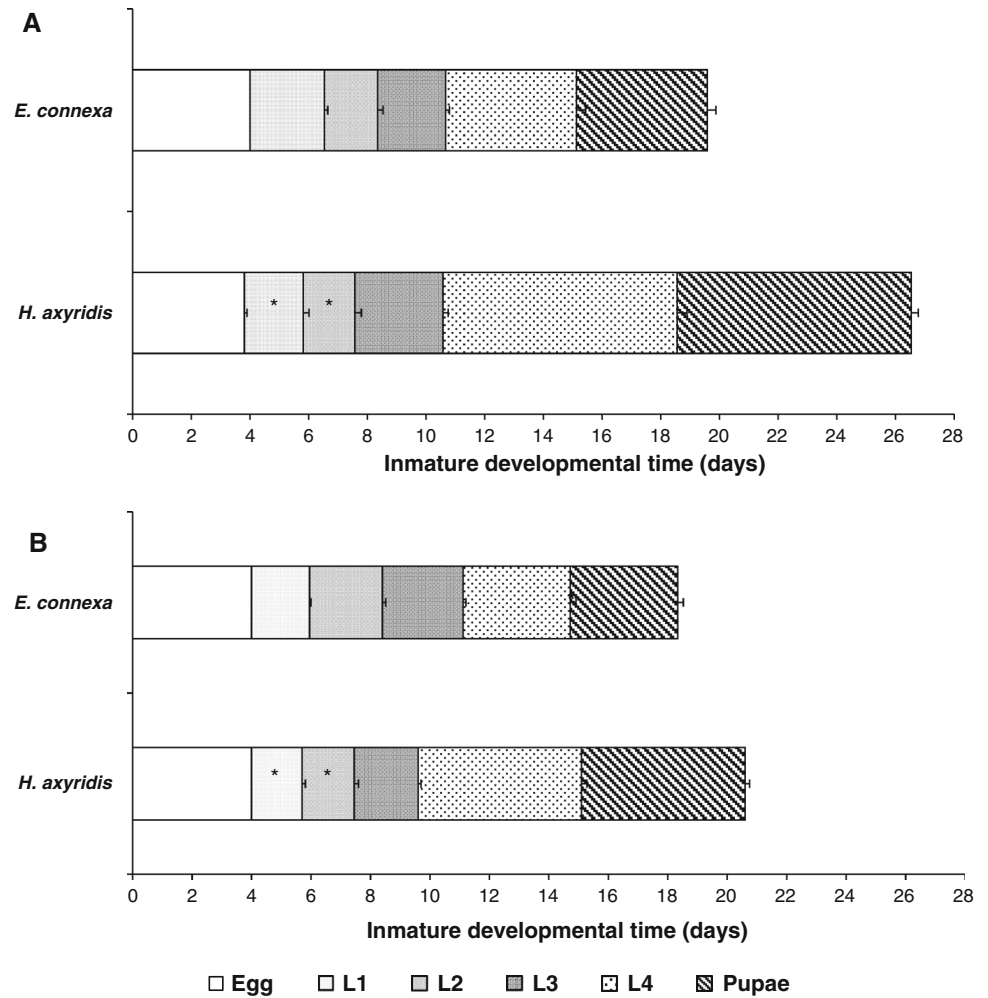 A
E. connexa
* *
H. axyridis
0 2 4 6 8 10 12 14 16 18 20 22 24 26 28
Inmature developmental time (days)
B
E. connexa
* *
H. axyridis
0 2 4 6 8 10 12 14 16 18 20 22 24 26 28
Inmature developmental time (days)
Egg L1 L2 L3 L4 Pupae